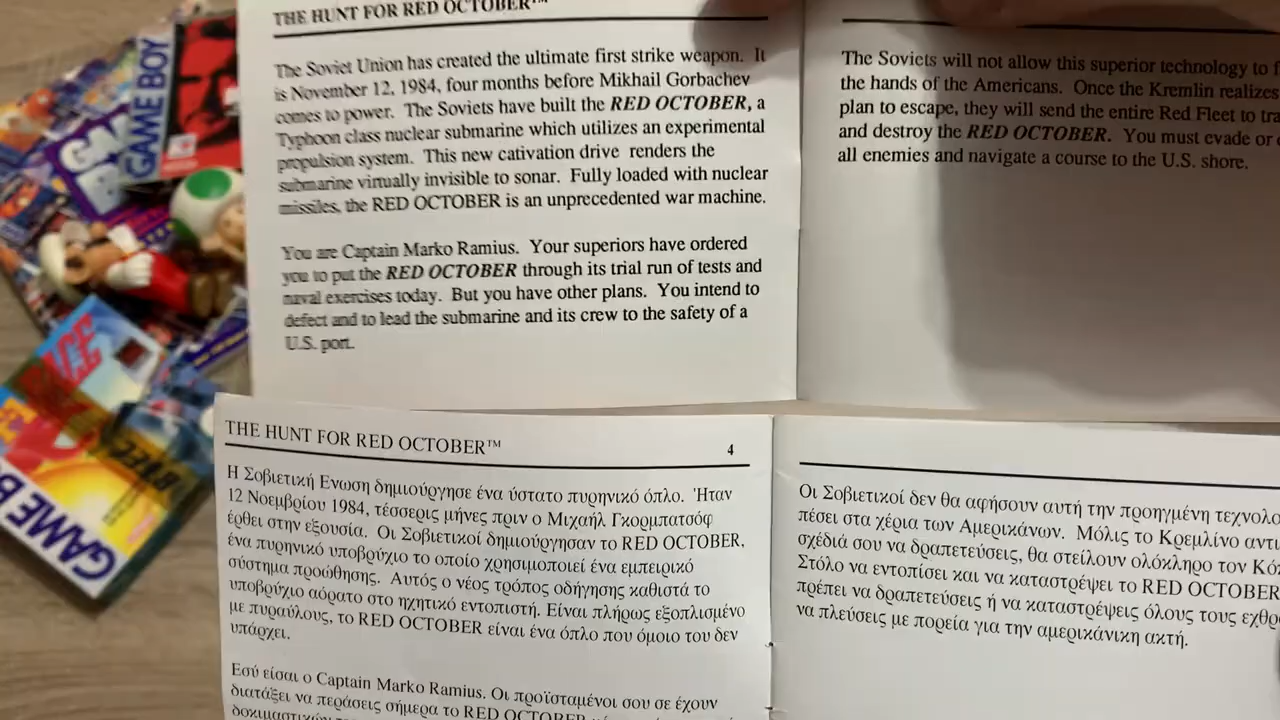 THE HUNT FOR RED OCTOBER™
The Soviet Union has created the ultimate first strike weapon. It
is November 12, 1984, four months before Mikhail Gorbachev
comes to power. The Soviets have built the RED OCTOBER, a
Typhoon class nuclear submarine which utilizes an experimental
propulsion system. This new cativation drive renders the
submarine virtually invisible to sonar. Fully loaded with nuclear
missiles, the RED OCTOBER is an unprecedented war machine.
You are Captain Marko Ramius. Your superiors have ordered
you to put the RED OCTOBER through its trial run of tests and
naval exercises today. But you have other plans. You intend to
defect and to lead the submarine and its crew to the safety of a
U.S. port.
The Soviets will not allow this superior technology to f
the hands of the Americans. Once the Kremlin realizes
plan to escape, they will send the entire Red Fleet to tra
and destroy the RED OCTOBER. You must evade or
all enemies and navigate a course to the U.S. shore.
THE HUNT FOR RED OCTOBER™ 4
Η Σοβιετική Ενωση δημιούργησε ένα ύστατο πυρηνικό όπλο. Ήταν
12 Νοεμβρίου 1984, τέσσερις μήνες πριν ο Μιχαήλ Γκορμπατσόφ
έρθει στην εξουσία. Οι Σοβιετικοί δημιούργησαν το RED OCTOBER,
ένα πυρηνικό υποβρύχιο το οποίο χρησιμοποιεί ένα εμπειρικό
σύστημα προώθησης. Αυτός ο νέος τρόπος οδήγησης καθιστά το
υποβρύχιο αόρατο στο ηχητικό εντοπιστή. Είναι πλήρως εξοπλισμένο
με πυραύλους, το RED OCTOBER είναι ένα όπλο που όμοιο του δεν
υπάρχει.
Εσύ είσαι ο Captain Marko Ramius. Οι προϊσταμένοι σου σε έχουν
διατάξει να περάσεις σήμερα το RED OCTOBER
Οι Σοβιετικοί δεν θα αφήσουν αυτή την προηγμένη τεχνολο
πέσει στα χέρια των Αμερικάνων. Μόλις το Κρεμλίνο αντι
σχέδιά σου να δραπετεύσεις, θα στείλουν ολόκληρο τον Κό
Στόλο να εντοπίσει και να καταστρέψει το RED OCTOBER
πρέπει να δραπετεύσεις ή να καταστρέψεις όλους τους εχθρ
να πλεύσεις με πορεία για την αμερικάνικη ακτή.
GAME BOY
GAME B